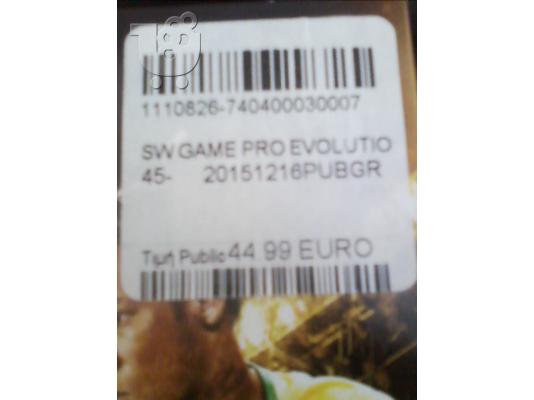 1110826-740400030007
SW GAME PRO EVOLUTIO
45- 20151216PUBGR
Τιμή Public 44.99 EURO